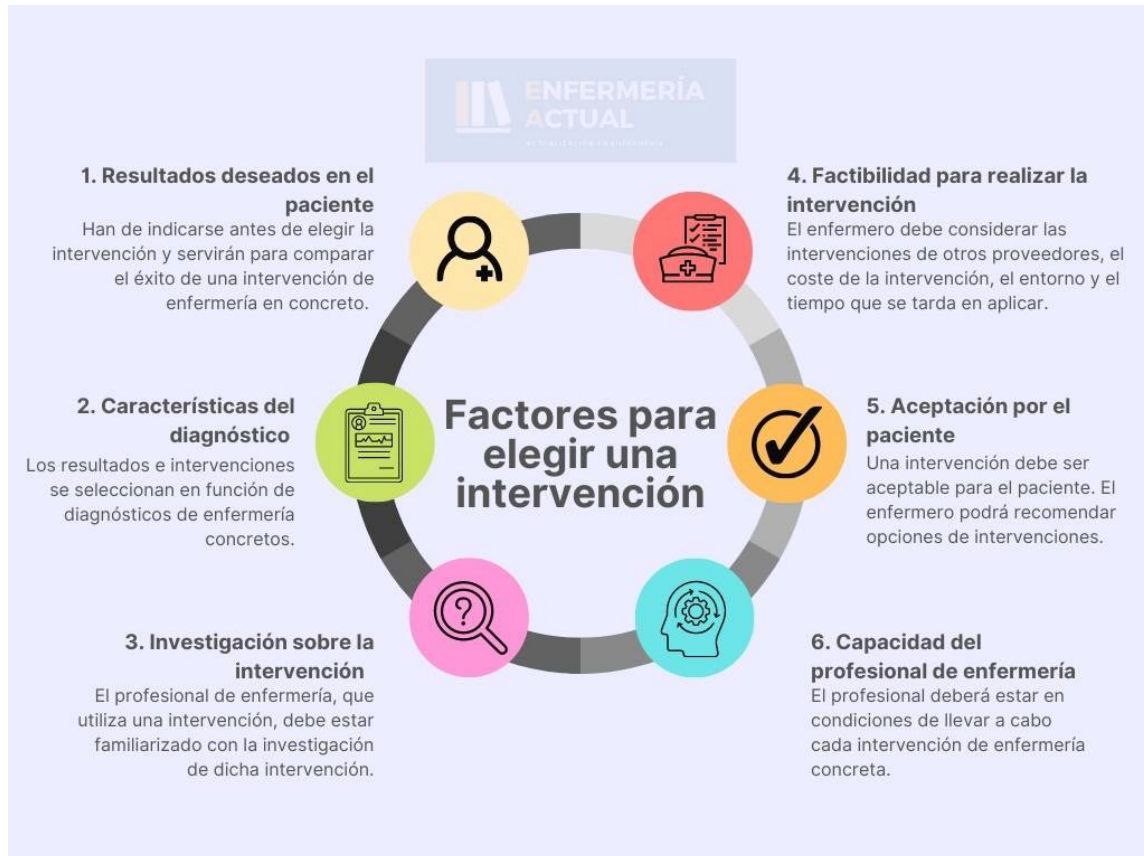 ENFERMERÍA
ACTUAL
1. Resultados deseados en el
paciente
Han de indicarse antes de elegir la
intervención y servirán para comparar
el éxito de una intervención de
enfermería en concreto.
2. Características del
diagnóstico
Los resultados e intervenciones
se seleccionan en función de
diagnósticos de enfermería
concretos.
3. Investigación sobre la
intervención
El profesional de enfermería, que
utiliza una intervención, debe estar
familiarizado con la investigación
de dicha intervención.
Factores para
elegir una
intervención
4. Factibilidad para realizar la
intervención
El enfermero debe considerar las
intervenciones de otros proveedores, el
coste de la intervención, el entorno y el
tiempo que se tarda en aplicar.
5. Aceptación por el
paciente
Una intervención debe ser
aceptable para el paciente. El
enfermero podrá recomendar
opciones de intervenciones.
6. Capacidad del
profesional de enfermería
El profesional deberá estar en
condiciones de llevar a cabo
cada intervención de enfermería
concreta.